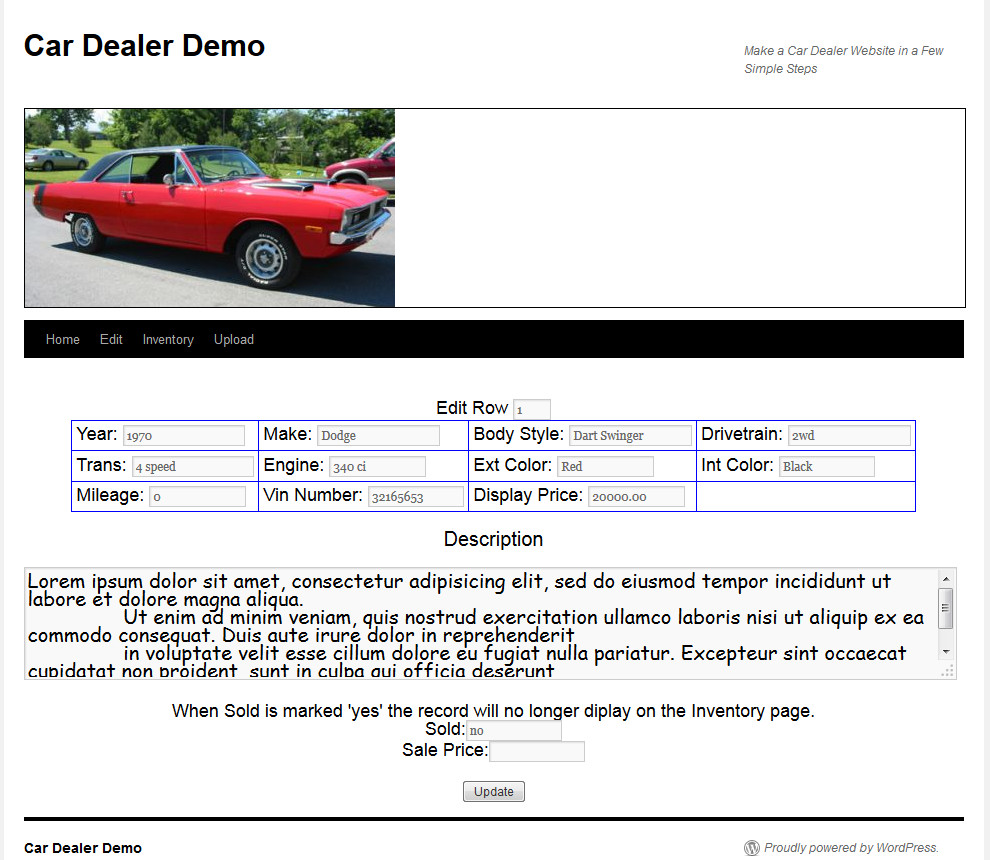 Car Dealer Demo
Make a Car Dealer Website in a Few
Simple Steps
Home Edit Inventory Upload
Edit Row 1
Year: 1970 Make: Dodge Body Style: Dart Swinger Drivetrain: 2wd
Trans: 4 speed Engine: 340 ci Ext Color: Red Int Color: Black
Mileage: 0 Vin Number: 32165653 Display Price: 20000.00
Description
Lorem ipsum dolor sit amet, consectetur adipisicing elit, sed do eiusmod tempor incididunt ut
labore et dolore magna aliqua.
Ut enim ad minim veniam, quis nostrud exercitation ullamco laboris nisi ut aliquip ex ea
commodo consequat. Duis aute irure dolor in reprehenderit
in voluptate velit esse cillum dolore eu fugiat nulla pariatur. Excepteur sint occaecat
cupidatat non proident, sunt in culpa qui officia deserunt
When Sold is marked 'yes' the record will no longer diplay on the Inventory page.
Sold: no
Sale Price:
Update
Car Dealer Demo
Proudly powered by WordPress.